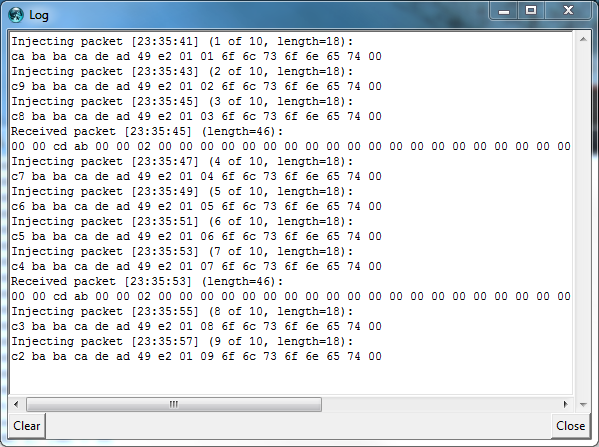 Log
Injecting packet [23:35:41] (1 of 10, length=18):
ca ba ba ca de ad 49 e2 01 01 6f 6c 73 6f 6e 65 74 00
Injecting packet [23:35:43] (2 of 10, length=18):
c9 ba ba ca de ad 49 e2 01 02 6f 6c 73 6f 6e 65 74 00
Injecting packet [23:35:45] (3 of 10, length=18):
c8 ba ba ca de ad 49 e2 01 03 6f 6c 73 6f 6e 65 74 00
Received packet [23:35:45] (length=46):
00 00 cd ab 00 00 02 00 00 00 00 00 00 00 00 00 00 00 00 00 00 00 00 00 00 00 00
Injecting packet [23:35:47] (4 of 10, length=18):
c7 ba ba ca de ad 49 e2 01 04 6f 6c 73 6f 6e 65 74 00
Injecting packet [23:35:49] (5 of 10, length=18):
c6 ba ba ca de ad 49 e2 01 05 6f 6c 73 6f 6e 65 74 00
Injecting packet [23:35:51] (6 of 10, length=18):
c5 ba ba ca de ad 49 e2 01 06 6f 6c 73 6f 6e 65 74 00
Injecting packet [23:35:53] (7 of 10, length=18):
c4 ba ba ca de ad 49 e2 01 07 6f 6c 73 6f 6e 65 74 00
Received packet [23:35:53] (length=46):
00 00 cd ab 00 00 02 00 00 00 00 00 00 00 00 00 00 00 00 00 00 00 00 00 00 00 00
Injecting packet [23:35:55] (8 of 10, length=18):
c3 ba ba ca de ad 49 e2 01 08 6f 6c 73 6f 6e 65 74 00
Injecting packet [23:35:57] (9 of 10, length=18):
c2 ba ba ca de ad 49 e2 01 09 6f 6c 73 6f 6e 65 74 00
Clear
Close